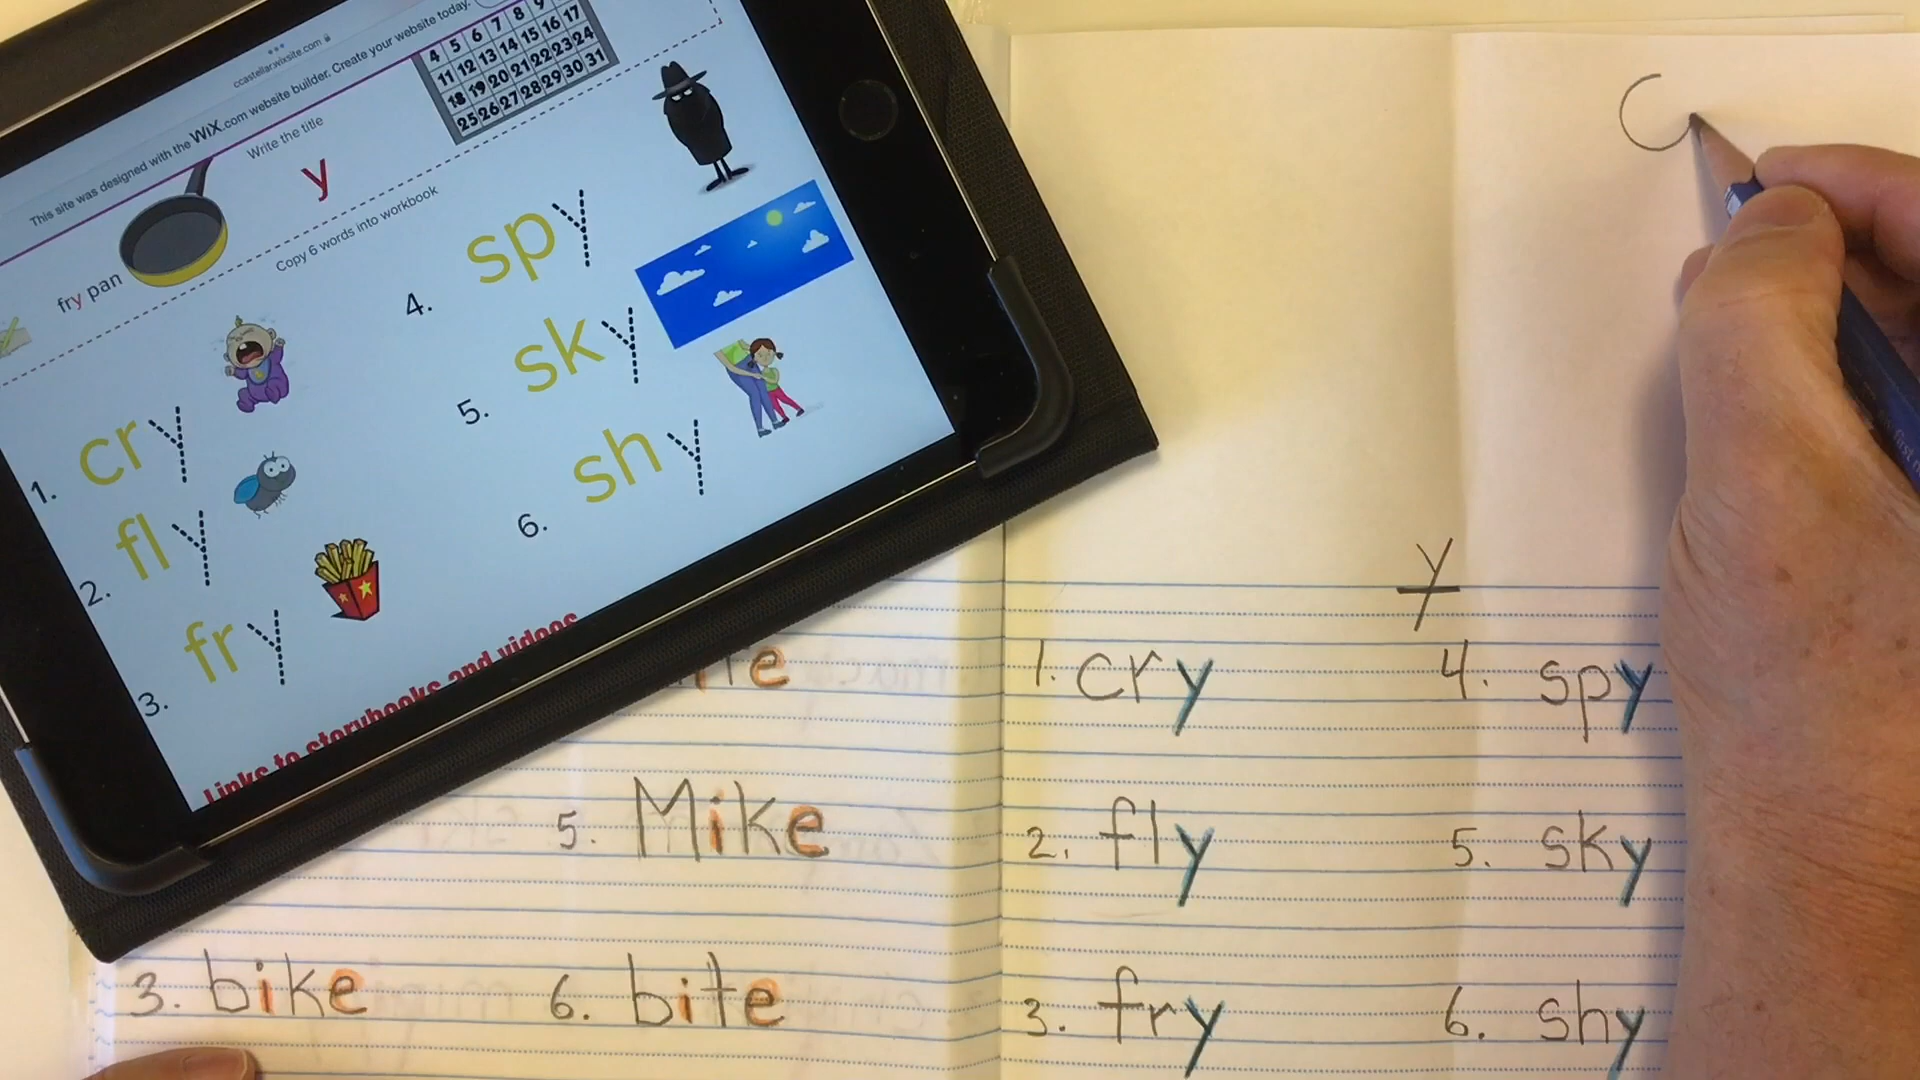 ccastellar.wixsite.com
This site was designed with the WiX.com website builder. Create your website today.
4 5 6 7 8 9
11 12 13 14 15 16 17
18 19 20 21 22 23 24
25 26 27 28 29 30 31
Write the title
y
fry pan
Copy 6 words into workbook
1. cry
2. fly
3. fry
4. spy
5. sky
6. shy
Links to storybooks and videos
5. Mike
3. bike
6. bite
y
1. cry
4. spy
2. fly
5. sky
3. fry
6. shy